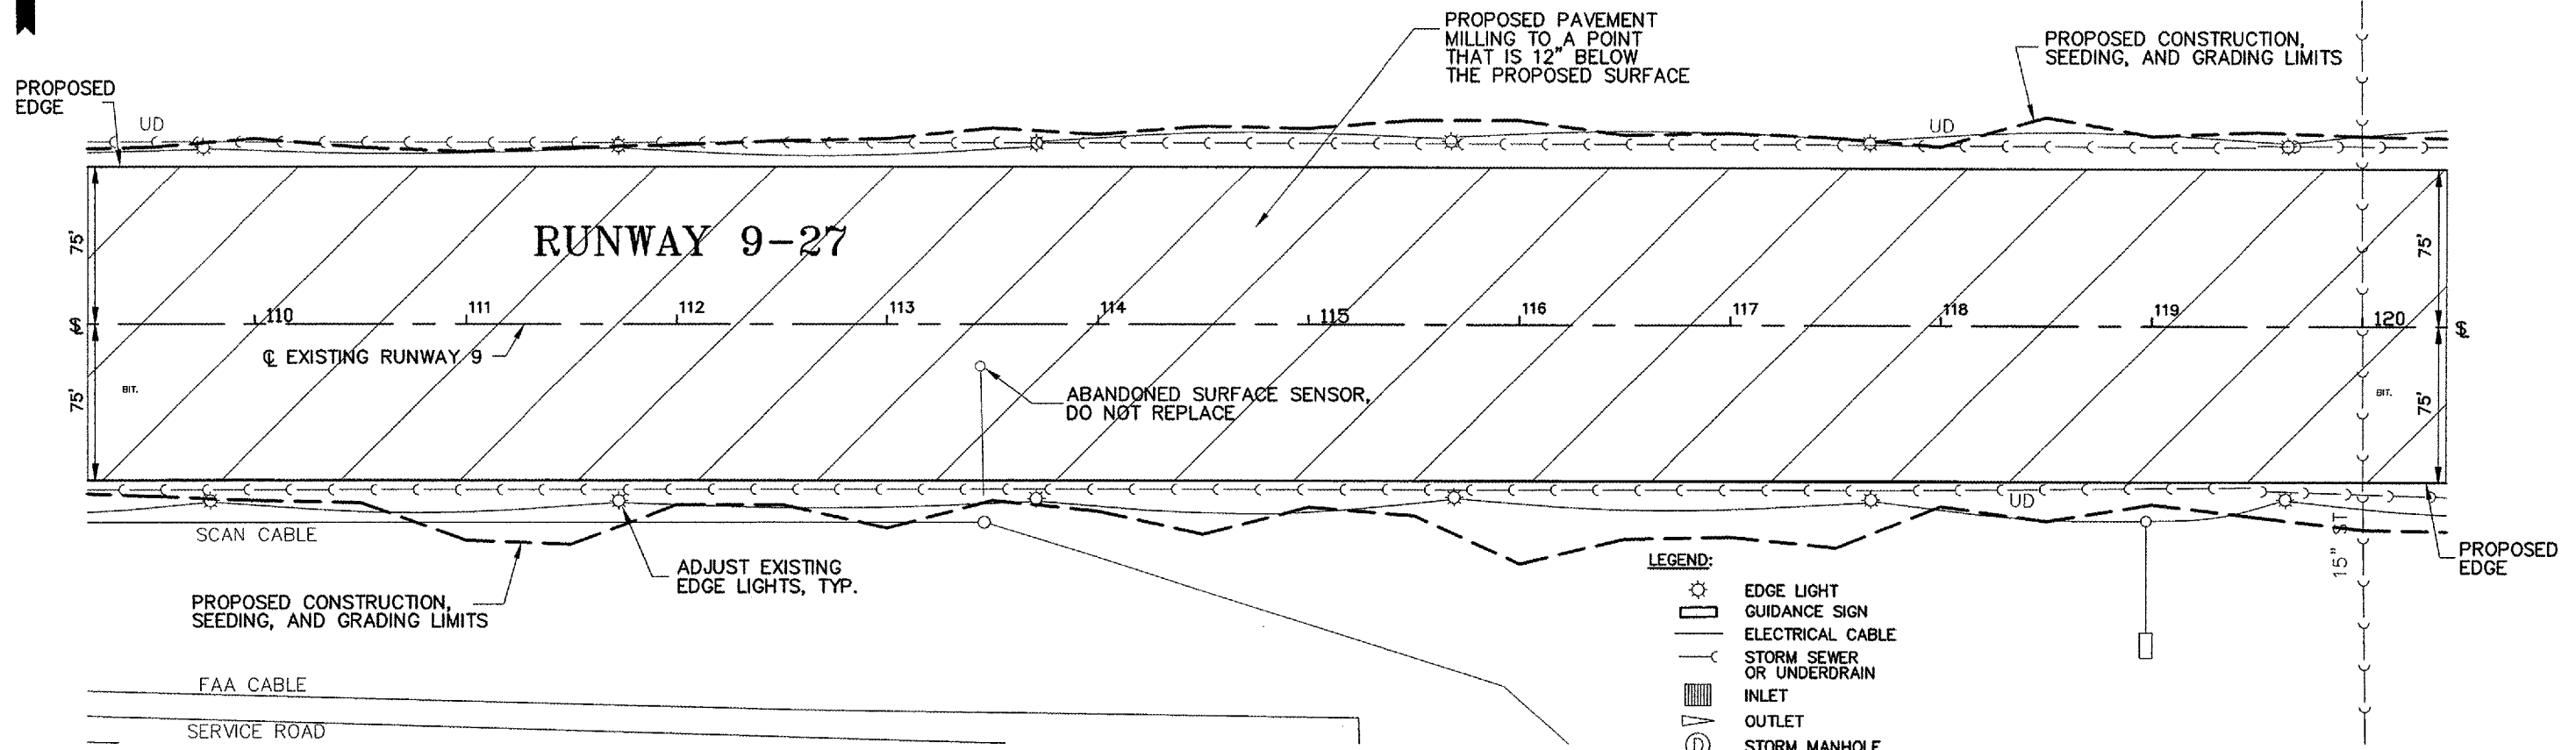 PROPOSED PAVEMENT
MILLING TO A POINT
THAT IS 12" BELOW
THE PROPOSED SURFACE
PROPOSED CONSTRUCTION,
SEEDING, AND GRADING LIMITS
PROPOSED
EDGE
UD
UD
75'
RUNWAY 9-27
75'
110
111
112
113
114
115
116
117
118
119
120
℄ EXISTING RUNWAY 9
BIT.
75'
ABANDONED SURFACE SENSOR,
DO NOT REPLACE
BIT.
75'
UD
SCAN CABLE
15" ST
ADJUST EXISTING
EDGE LIGHTS, TYP.
PROPOSED
EDGE
PROPOSED CONSTRUCTION,
SEEDING, AND GRADING LIMITS
LEGEND:
EDGE LIGHT
GUIDANCE SIGN
ELECTRICAL CABLE
STORM SEWER
OR UNDERDRAIN
INLET
OUTLET
D STORM MANHOLE
FAA CABLE
SERVICE ROAD